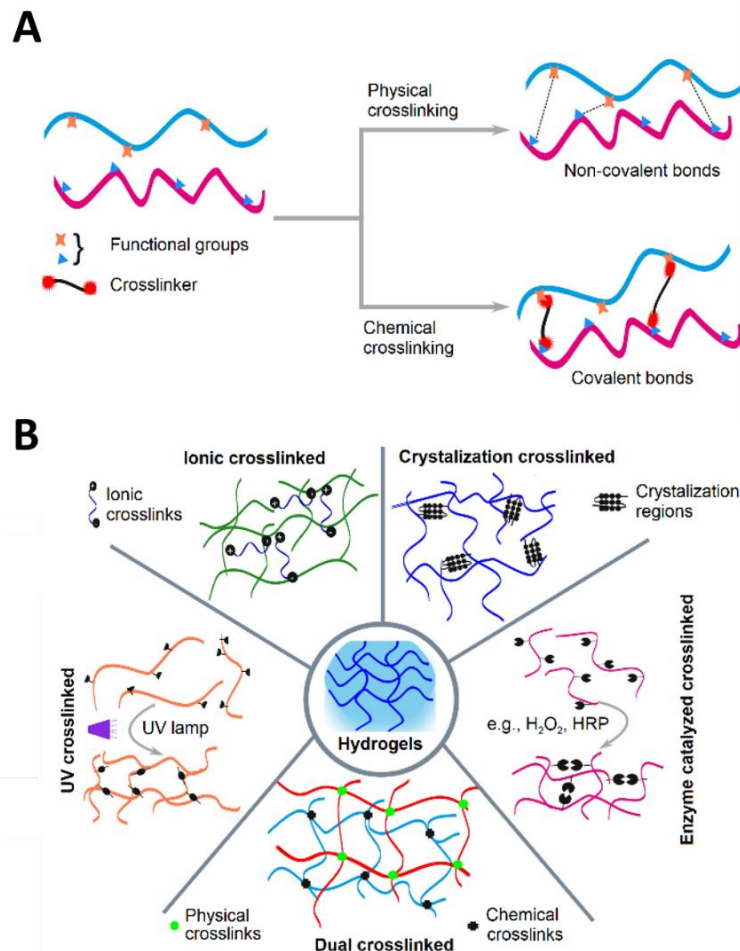 A
Physical
crosslinking
Non-covalent bonds
Functional groups
Crosslinker
Chemical
crosslinking
Covalent bonds
B
Ionic crosslinked
Crystalization crosslinked
Ionic
crosslinks
Crystalization
regions
UV crosslinked
UV lamp
Hydrogels
e.g., H₂O₂, HRP
Enzyme catalyzed crosslinked
Physical
crosslinks
Chemical
crosslinks
Dual crosslinked